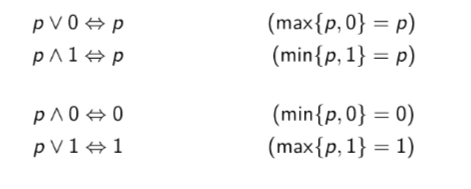 p ∨ 0 ⇔ p (max{p, 0} = p)
p ∧ 1 ⇔ p (min{p, 1} = p)
p ∧ 0 ⇔ 0 (min{p, 0} = 0)
p ∨ 1 ⇔ 1 (max{p, 1} = 1)